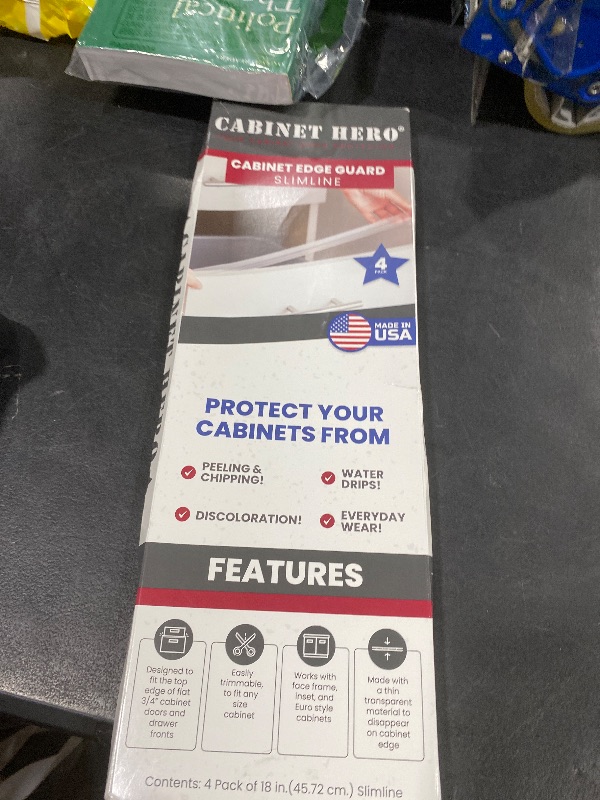 Political
CABINET HERO®
CABINET EDGE GUARD
SLIMLINE
4
PACK
MADE IN
USA
PROTECT YOUR
CABINETS FROM
PEELING &
CHIPPING!
WATER
DRIPS!
DISCOLORATION!
EVERYDAY
WEAR!
FEATURES
Designed to
fit the top
edge of flat
3/4" cabinet
doors and
drawer
fronts
Easily
trimmable,
to fit any
size
cabinet
Works with
face frame,
inset, and
Euro style
cabinets
Made with
a thin
transparent
material to
disappear
on cabinet
edge
Contents: 4 Pack of 18 in.(45.72 cm.) Slimline